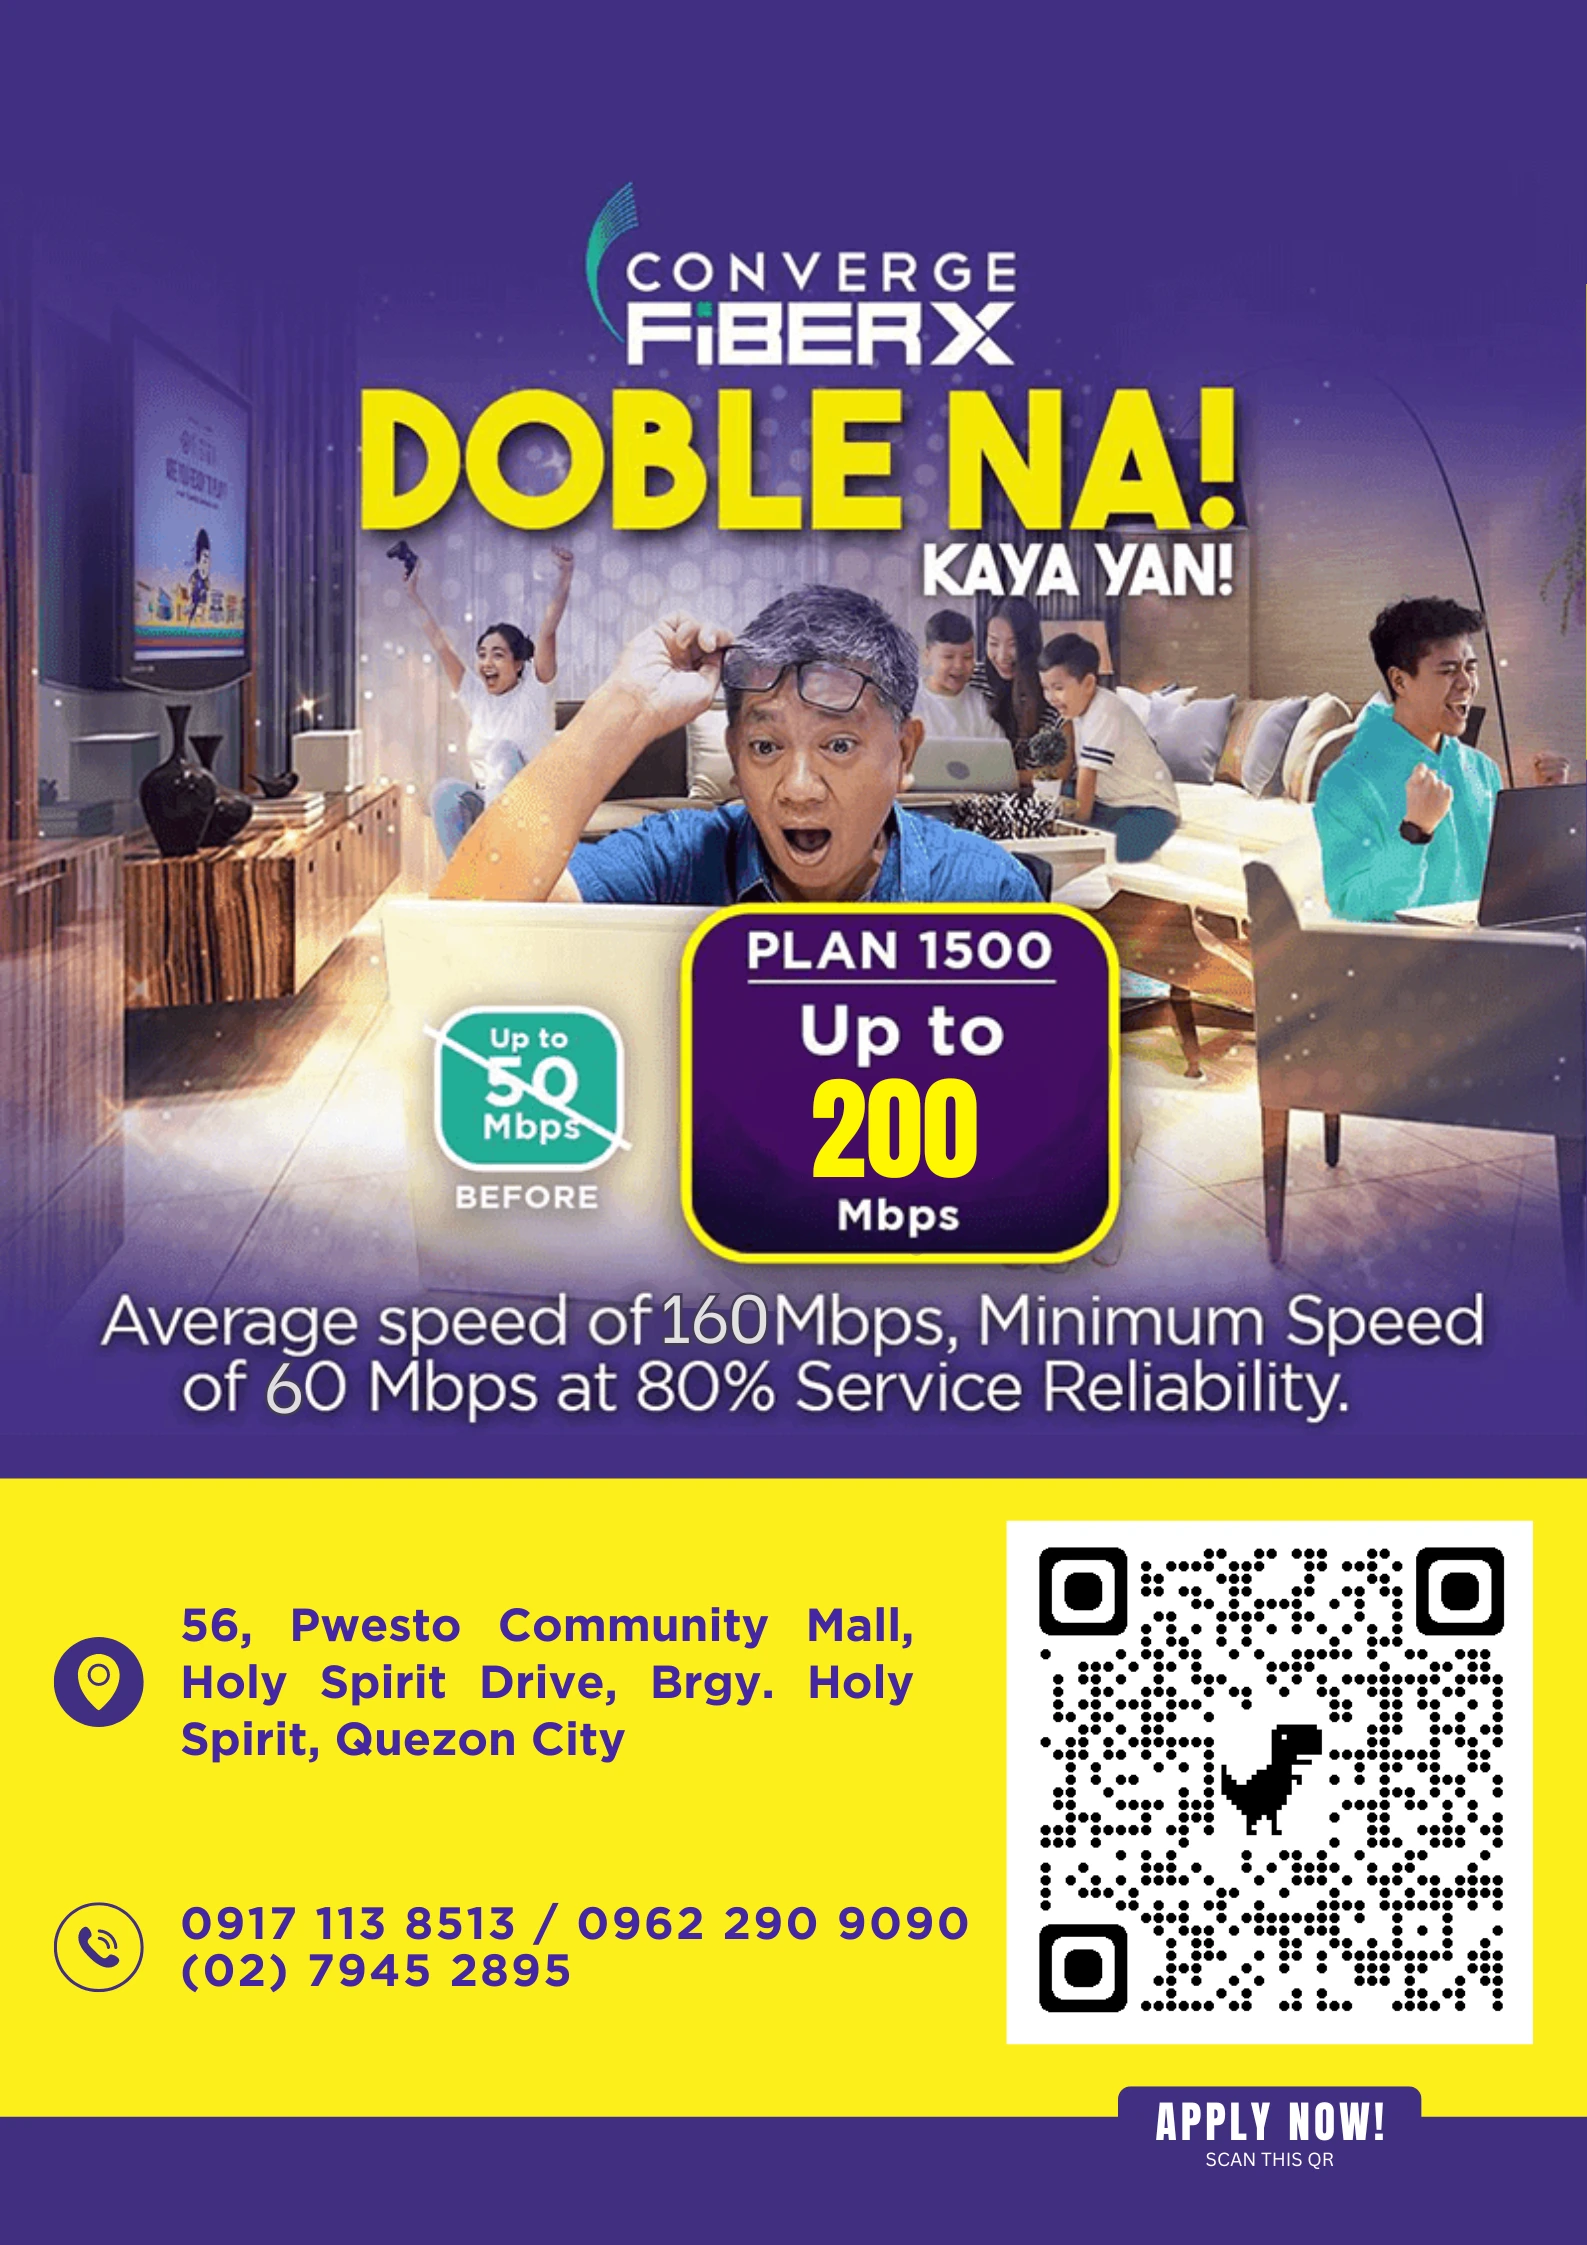 CONVERGE
FiBERX
DOBLE NA!
KAYA YAN!
PLAN 1500
Up to
200
Mbps
Up to
50
Mbps
BEFORE
Average speed of 160 Mbps, Minimum Speed
of 60 Mbps at 80% Service Reliability.
56, Pwesto Community Mall,
Holy Spirit Drive, Brgy. Holy
Spirit, Quezon City
0917 113 8513 / 0962 290 9090
(02) 7945 2895
APPLY NOW!
SCAN THIS QR